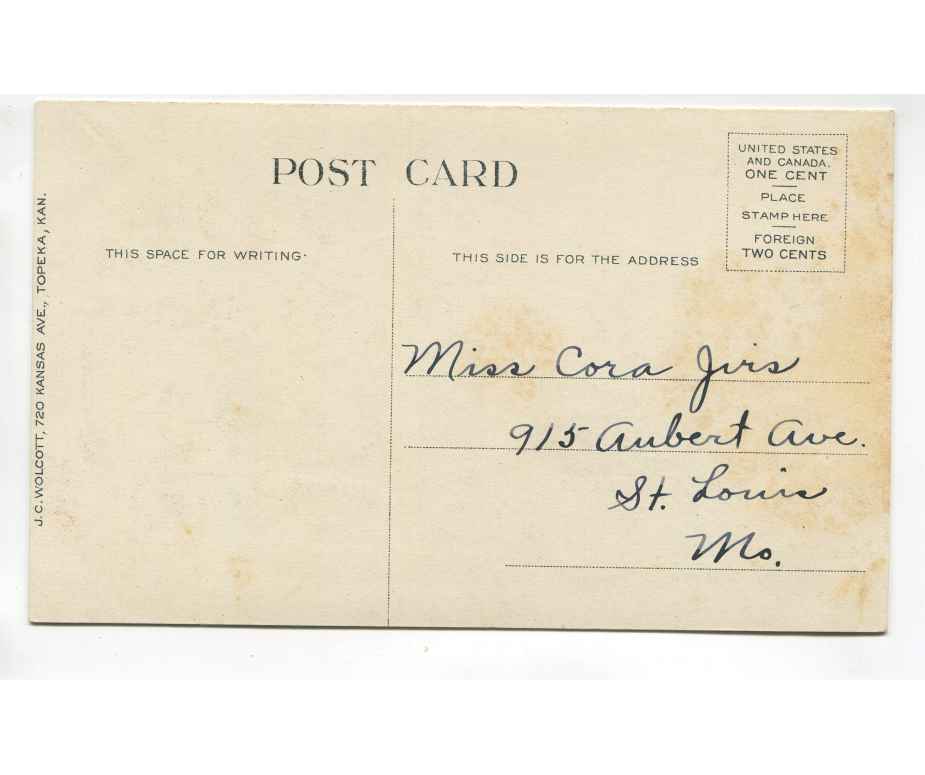 POST CARD
UNITED STATES
AND CANADA.
ONE CENT
PLACE
STAMP HERE
FOREIGN
TWO CENTS
THIS SPACE FOR WRITING.
THIS SIDE IS FOR THE ADDRESS
J. C. WOLCOTT, 720 KANSAS AVE., TOPEKA, KAN.
Miss Cora Jirs
915 Aubert Ave.
St. Louis
Mo.